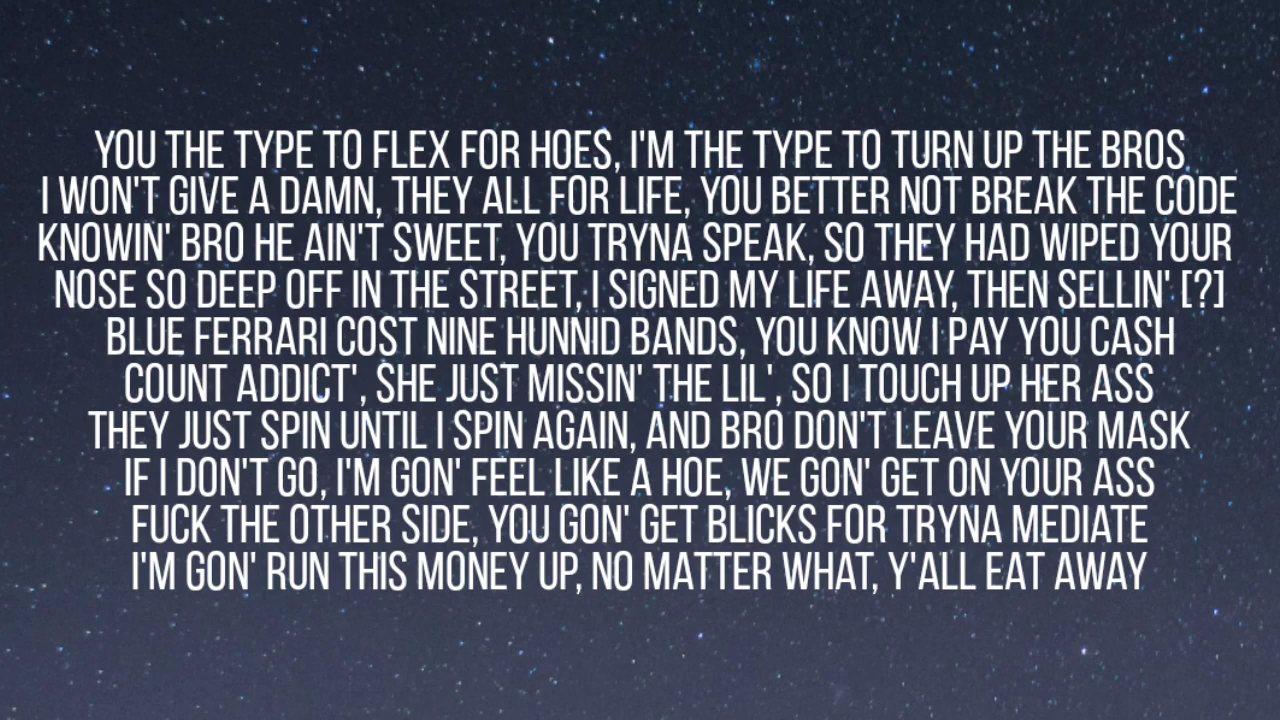 YOU THE TYPE TO FLEX FOR HOES, I'M THE TYPE TO TURN UP THE BROS
I WON'T GIVE A DAMN, THEY ALL FOR LIFE, YOU BETTER NOT BREAK THE CODE
KNOWIN' BRO HE AIN'T SWEET, YOU TRYNA SPEAK, SO THEY HAD WIPED YOUR
NOSE SO DEEP OFF IN THE STREET, I SIGNED MY LIFE AWAY, THEN SELLIN' [?]
BLUE FERRARI COST NINE HUNNID BANDS, YOU KNOW I PAY YOU CASH
COUNT ADDICT', SHE JUST MISSIN' THE LIL', SO I TOUCH UP HER ASS
THEY JUST SPIN UNTIL I SPIN AGAIN, AND BRO DON'T LEAVE YOUR MASK
IF I DON'T GO, I'M GON' FEEL LIKE A HOE, WE GON' GET ON YOUR ASS
FUCK THE OTHER SIDE, YOU GON' GET BLICKS FOR TRYNA MEDIATE
I'M GON' RUN THIS MONEY UP, NO MATTER WHAT, Y'ALL EAT AWAY